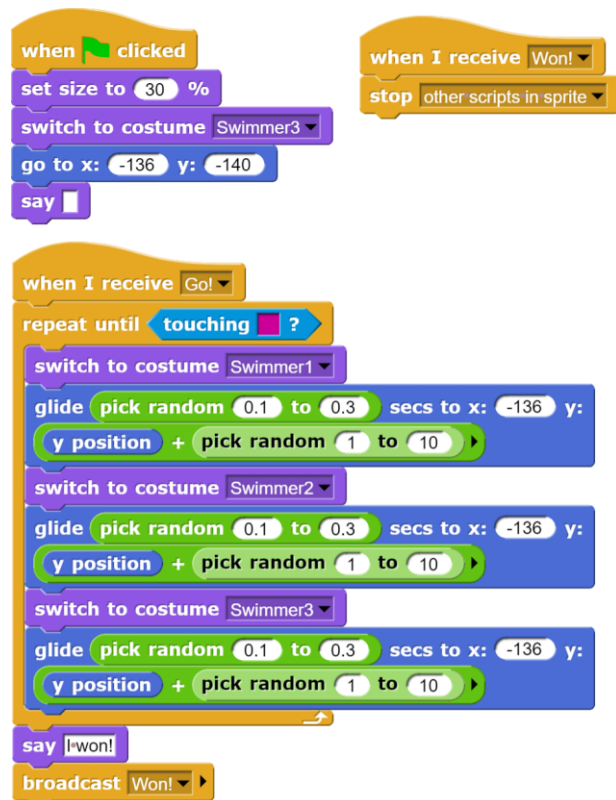 when clicked
set size to 30 %
switch to costume Swimmer3
go to x: -136 y: -140
say
when I receive Won!
stop other scripts in sprite
when I receive Go!
repeat until touching ?
switch to costume Swimmer1
glide pick random 0.1 to 0.3 secs to x: -136 y:
y position + pick random 1 to 10
switch to costume Swimmer2
glide pick random 0.1 to 0.3 secs to x: -136 y:
y position + pick random 1 to 10
switch to costume Swimmer3
glide pick random 0.1 to 0.3 secs to x: -136 y:
y position + pick random 1 to 10
say I won!
broadcast Won!